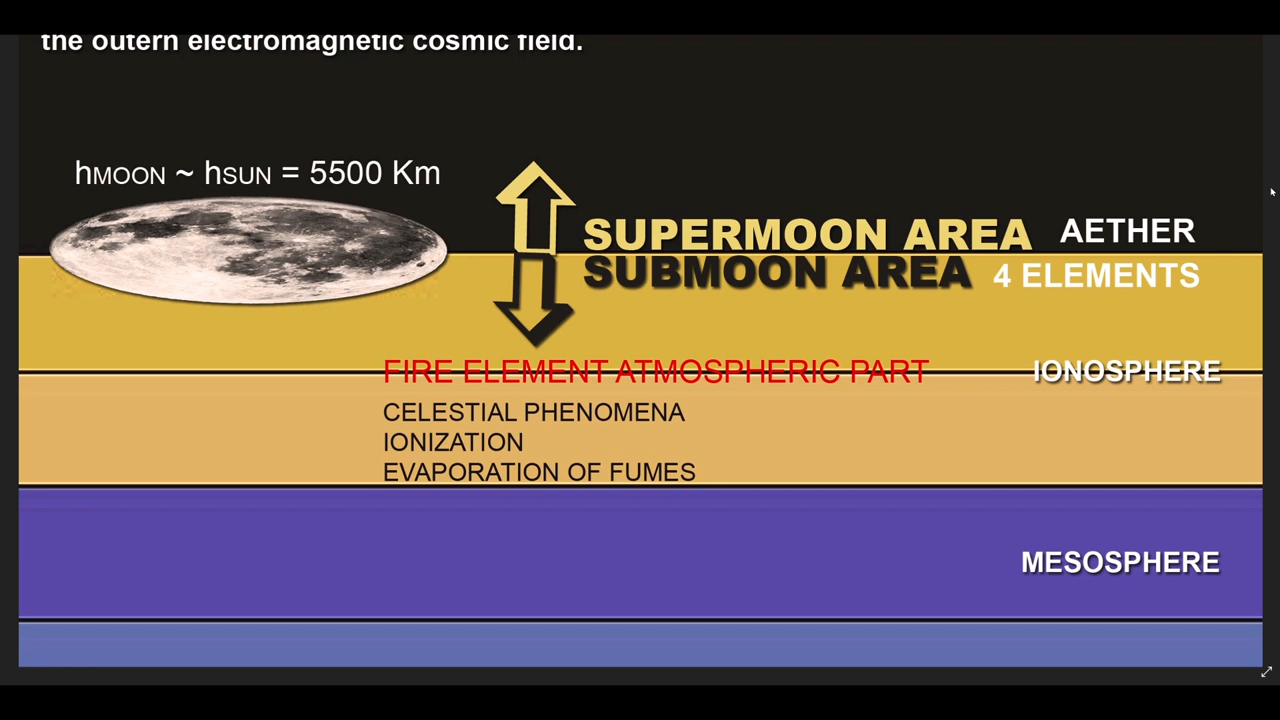 the outern electromagnetic cosmic field.
hMOON ~ hSUN = 5500 Km
SUPERMOON AREA AETHER
SUBMOON AREA 4 ELEMENTS
FIRE ELEMENT ATMOSPHERIC PART IONOSPHERE
CELESTIAL PHENOMENA
IONIZATION
EVAPORATION OF FUMES
MESOSPHERE